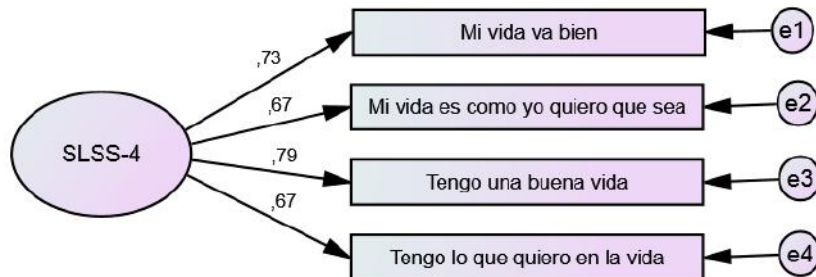 Mi vida va bien
e1
,73
,67
Mi vida es como yo quiero que sea
e2
SLSS-4
,79
Tengo una buena vida
e3
,67
Tengo lo que quiero en la vida
e4